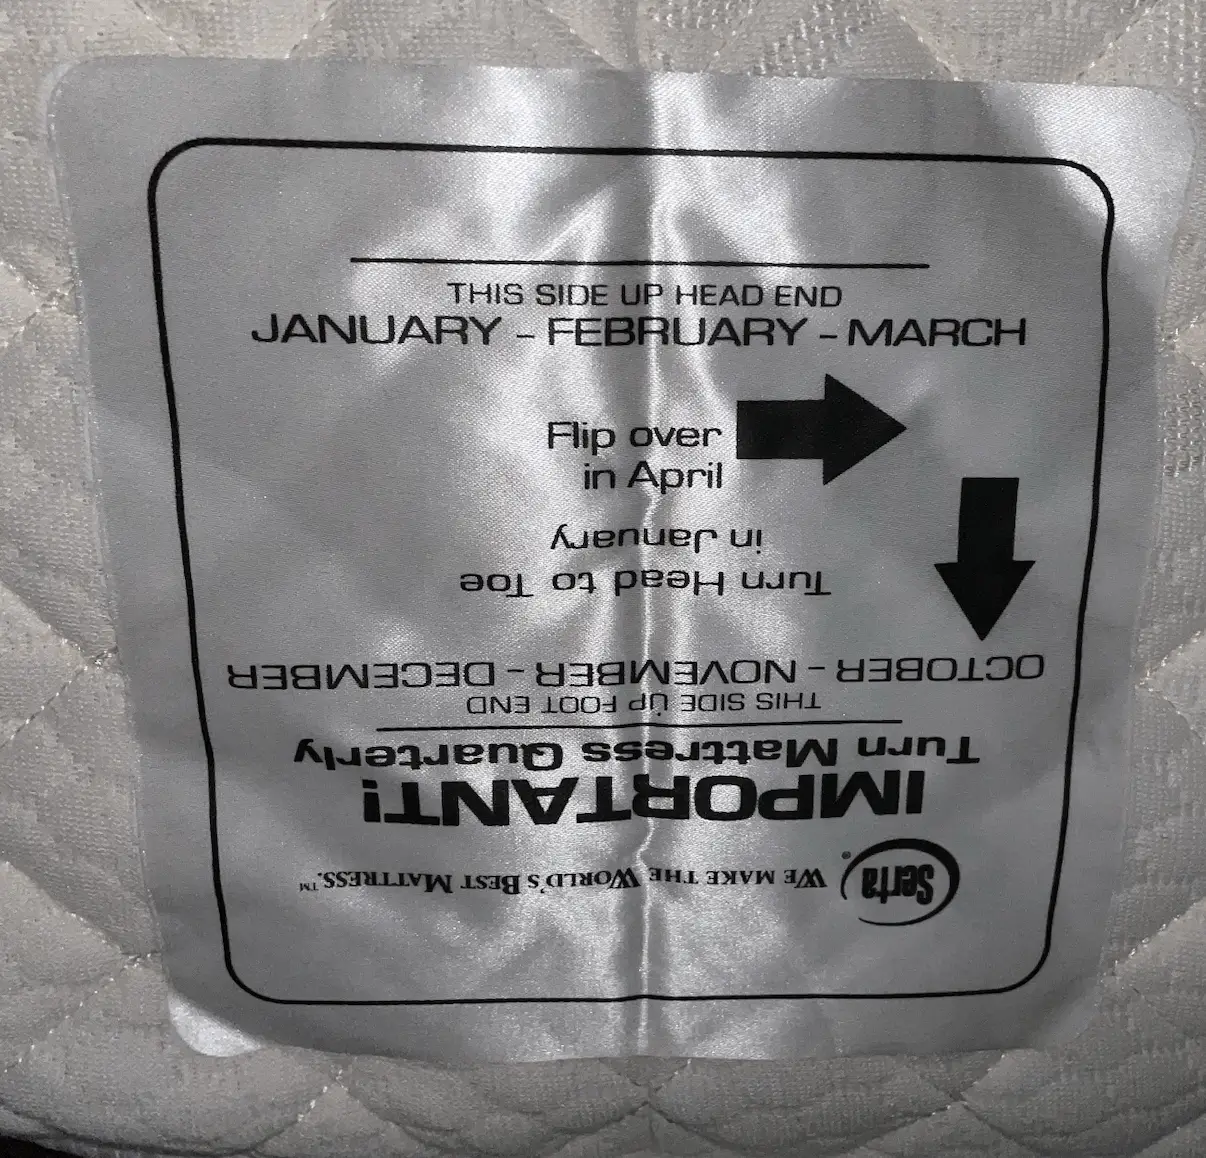 THIS SIDE UP HEAD END
JANUARY - FEBRUARY - MARCH
Flip over
in April
Serta® WE MAKE THE WORLD'S BEST MATTRESS.™
IMPORTANT!
Turn Mattress Quarterly
THIS SIDE UP FOOT END
OCTOBER - NOVEMBER - DECEMBER
Turn Head to Toe
in January